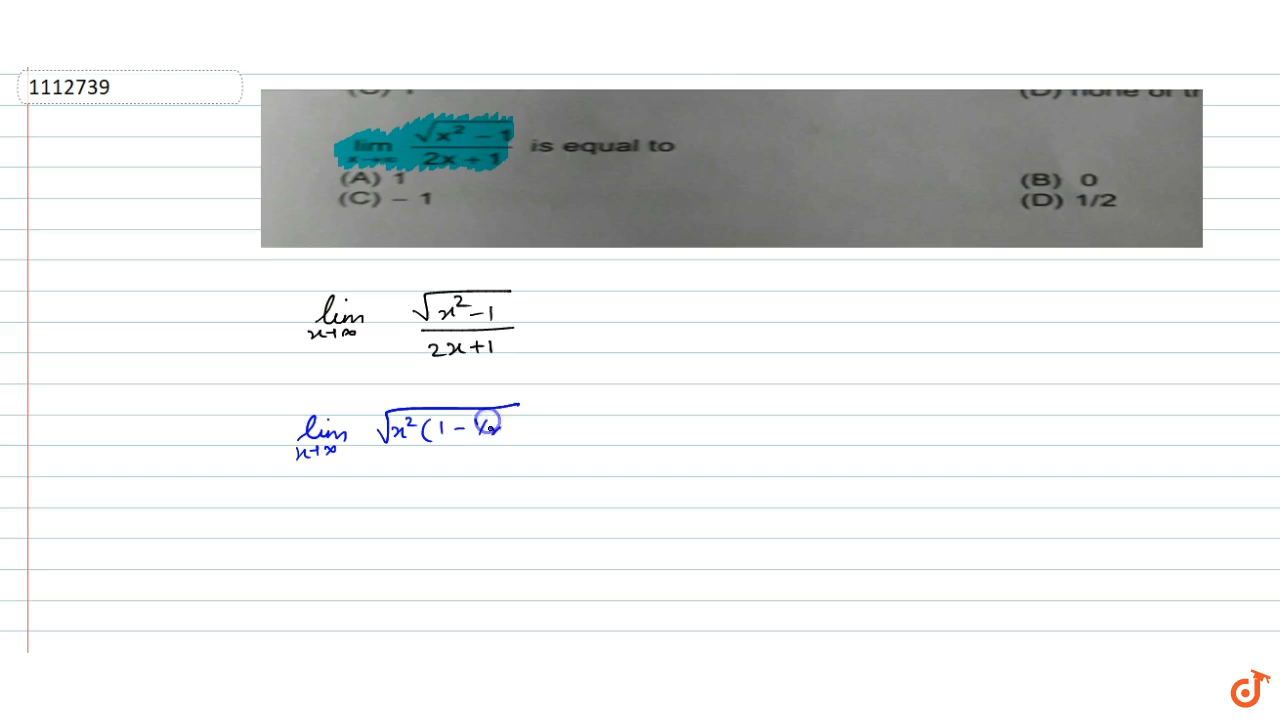 1112739
lim √(x² − 1) / (2x + 1) is equal to
x→∞
(A) 1 (B) 0
(C) − 1 (D) 1/2
lim √(x² − 1) / (2x + 1)
x→∞
lim √(x² (1 − 1/x
x→∞